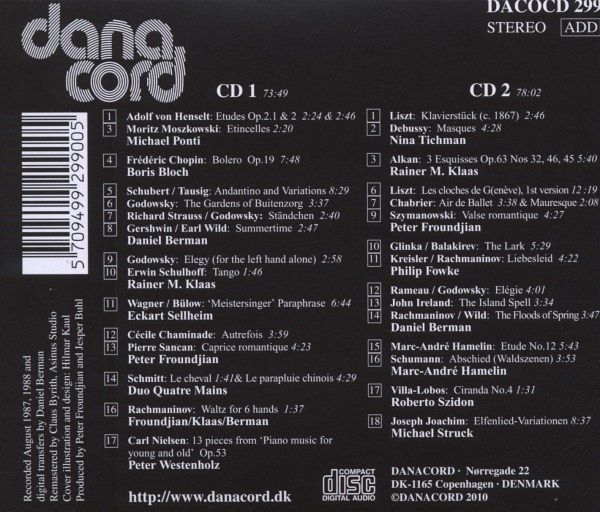 dana
cord
DACOCD 299
STEREO ADD
CD 1 73:49
1 Adolf von Henselt: Etudes Op.2.1 & 2 2:24 & 2:46
3 Moritz Moszkowski: Etincelles 2:20
Michael Ponti
4 Frédéric Chopin: Bolero Op.19 7:48
Boris Bloch
5 Schubert / Tausig: Andantino and Variations 8:29
6 Godowsky: The Gardens of Buitenzorg 3:37
7 Richard Strauss / Godowsky: Ständchen 2:40
8 Gershwin / Earl Wild: Summertime 2:47
Daniel Berman
9 Godowsky: Elegy (for the left hand alone) 2:58
10 Erwin Schulhoff: Tango 1:46
Rainer M. Klaas
11 Wagner / Bülow: 'Meistersinger' Paraphrase 6:44
Eckart Sellheim
12 Cécile Chaminade: Autrefois 3:59
13 Pierre Sancan: Caprice romantique 4:23
Peter Froundjian
14 Schmitt: Le cheval 1:41& Le parapluie chinois 4:29
Duo Quatre Mains
16 Rachmaninov: Waltz for 6 hands 1:37
Froundjian/Klaas/Berman
17 Carl Nielsen: 13 pieces from 'Piano music for
young and old' Op.53
Peter Westenholz
http://www.danacord.dk
CD 2 78:02
1 Liszt: Klavierstück (c. 1867) 2:46
2 Debussy: Masques 4:28
Nina Tichman
3 Alkan: 3 Esquisses Op.63 Nos 32, 46, 45 5:40
Rainer M. Klaas
6 Liszt: Les cloches de G(enève), 1st version 12:19
7 Chabrier: Air de Ballet 3:38 & Mauresque 2:08
9 Szymanowski: Valse romantique 4:27
Peter Froundjian
10 Glinka / Balakirev: The Lark 5:29
11 Kreisler / Rachmaninov: Liebesleid 4:22
Philip Fowke
12 Rameau / Godowsky: Elégie 4:01
13 John Ireland: The Island Spell 3:34
14 Rachmaninov / Wild: The Floods of Spring 3:47
Daniel Berman
15 Marc-André Hamelin: Etude No.12 5:43
16 Schumann: Abschied (Waldszenen) 3:53
Marc-André Hamelin
17 Villa-Lobos: Ciranda No.4 1:31
Roberto Szidon
18 Joseph Joachim: Elfenlied-Variationen 8:37
Michael Struck
COMPACT
disc
DIGITAL AUDIO
DANACORD · Nørregade 22
DK-1165 Copenhagen · DENMARK
©DANACORD 2010
5 709499 299005
Recorded August 1987, 1988 and
digital transfers by Daniel Berman
Remastered by Claus Byrith, Asimus Studio
Cover illustration and design: Hilmar Kaul
Produced by Peter Froundjian and Jesper Buhl